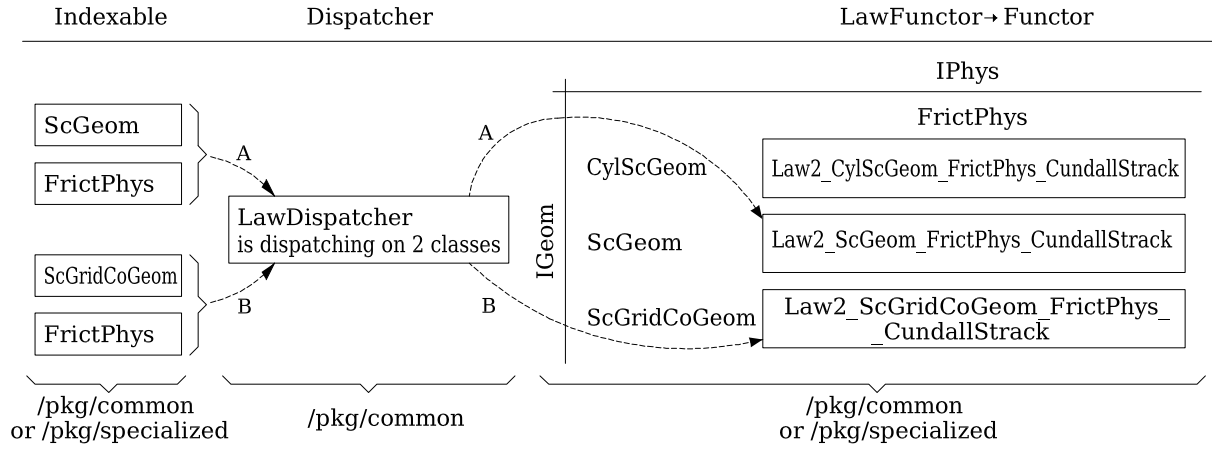 Indexable
Dispatcher
LawFunctor→Functor
IPhys
FrictPhys
ScGeom
FrictPhys
A
A
LawDispatcher
is dispatching on 2 classes
ScGridCoGeom
FrictPhys
B
B
IGeom
CylScGeom
Law2_CylScGeom_FrictPhys_CundallStrack
ScGeom
Law2_ScGeom_FrictPhys_CundallStrack
ScGridCoGeom
Law2_ScGridCoGeom_FrictPhys_
_CundallStrack
/pkg/common
or /pkg/specialized
/pkg/common
/pkg/common
or /pkg/specialized